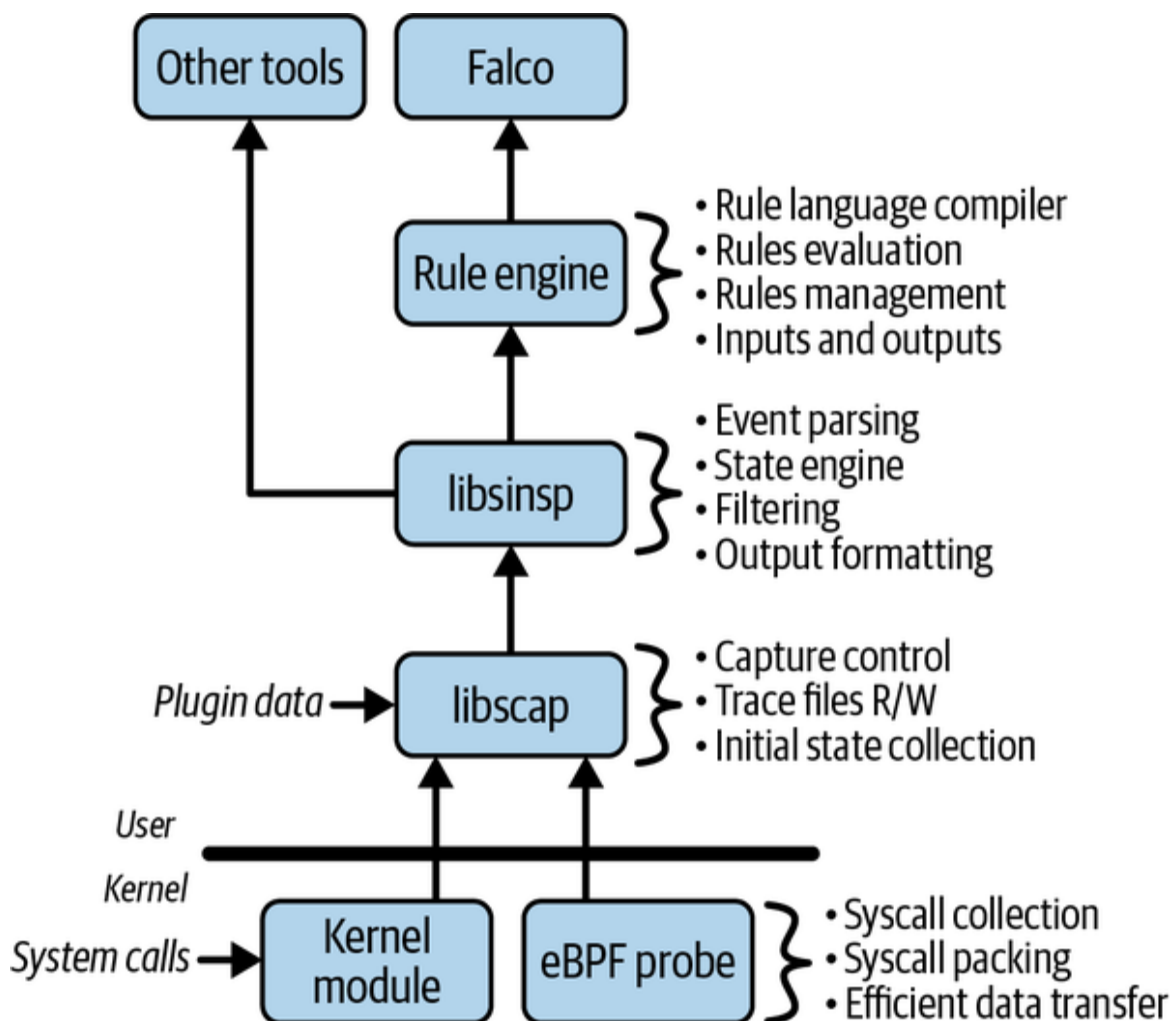 Other tools
Falco
Rule engine
• Rule language compiler
• Rules evaluation
• Rules management
• Inputs and outputs
libsinsp
• Event parsing
• State engine
• Filtering
• Output formatting
Plugin data
libscap
• Capture control
• Trace files R/W
• Initial state collection
User
Kernel
System calls
Kernel
module
eBPF probe
• Syscall collection
• Syscall packing
• Efficient data transfer